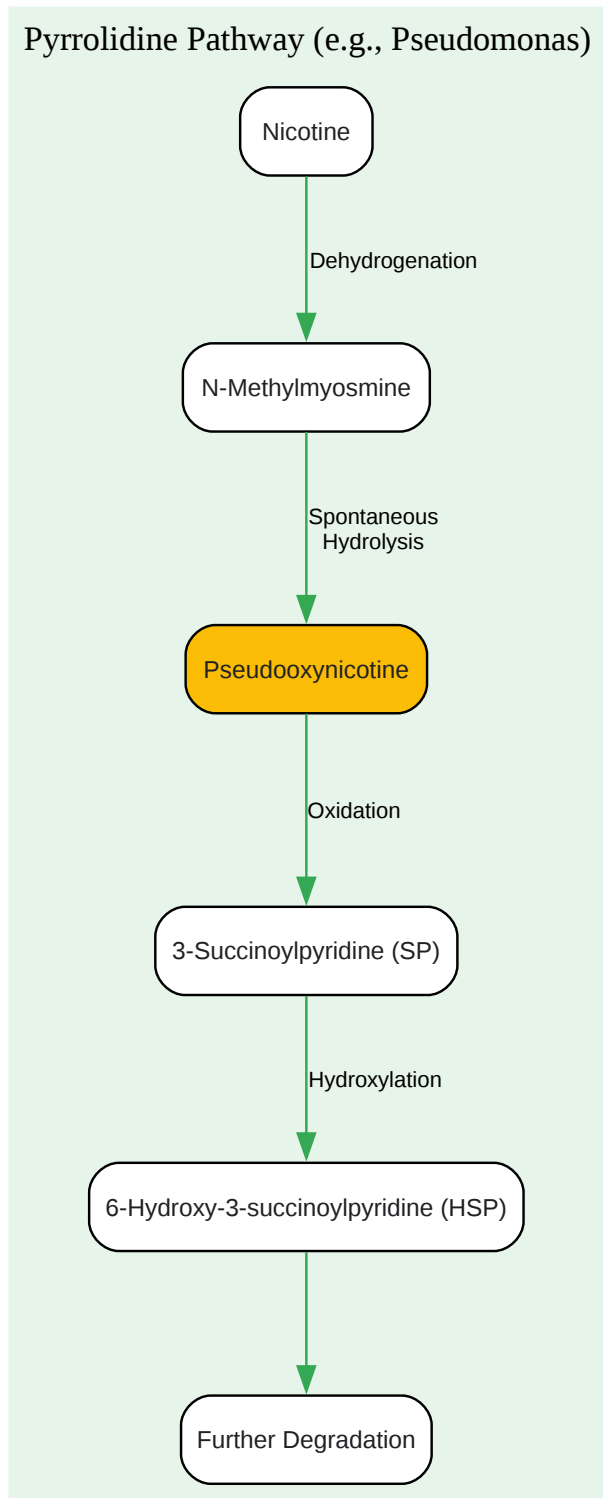 Pyrrolidine Pathway (e.g., Pseudomonas)
Nicotine
Dehydrogenation
N-Methylmyosmine
Spontaneous
Hydrolysis
Pseudooxynicotine
Oxidation
3-Succinoylpyridine (SP)
Hydroxylation
6-Hydroxy-3-succinoylpyridine (HSP)
Further Degradation